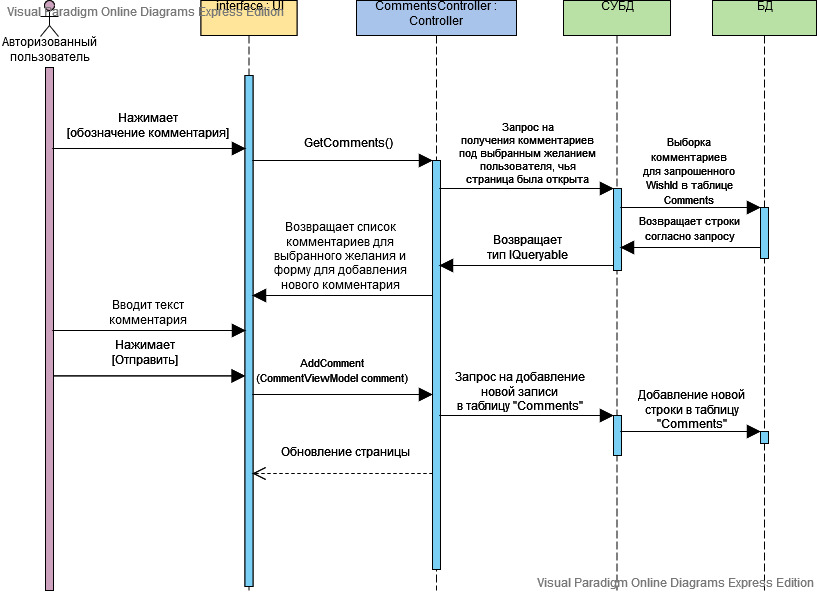 Visual Paradigm Online Diagrams Express Edition
interface : UI
CommentsController :
Controller
СУБД
БД
Авторизованный
пользователь
Нажимает
[обозначение комментария]
GetComments()
Запрос на
получения комментариев
под выбранным желанием
пользователя, чья
страница была открыта
Выборка
комментариев
для запрошенного
WishId в таблице
Comments
Возвращает строки
согласно запросу
Возвращает
тип IQueryable
Возвращает список
комментариев для
выбранного желания и
форму для добавления
нового комментария
Вводит текст
комментария
Нажимает
[Отправить]
AddComment
(CommentViewModel comment)
Запрос на добавление
новой записи
в таблицу "Comments"
Добавление новой
строки в таблицу
"Comments"
Обновление страницы
Visual Paradigm Online Diagrams Express Edition